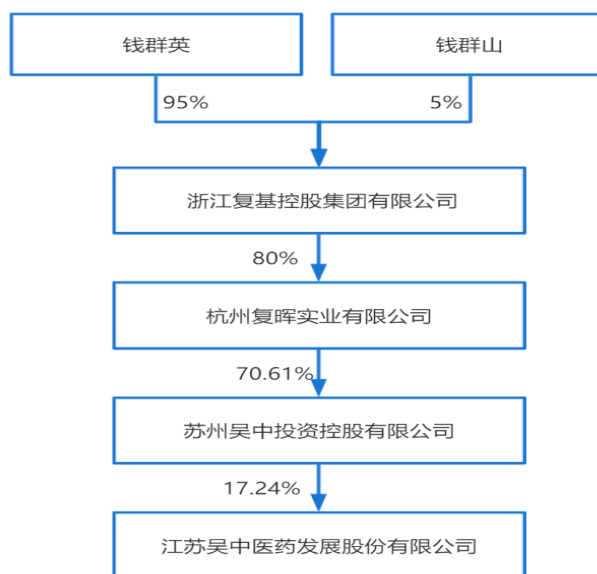 钱群英
钱群山
95%
5%
浙江复基控股集团有限公司
80%
杭州复晖实业有限公司
70.61%
苏州吴中投资控股有限公司
17.24%
江苏吴中医药发展股份有限公司